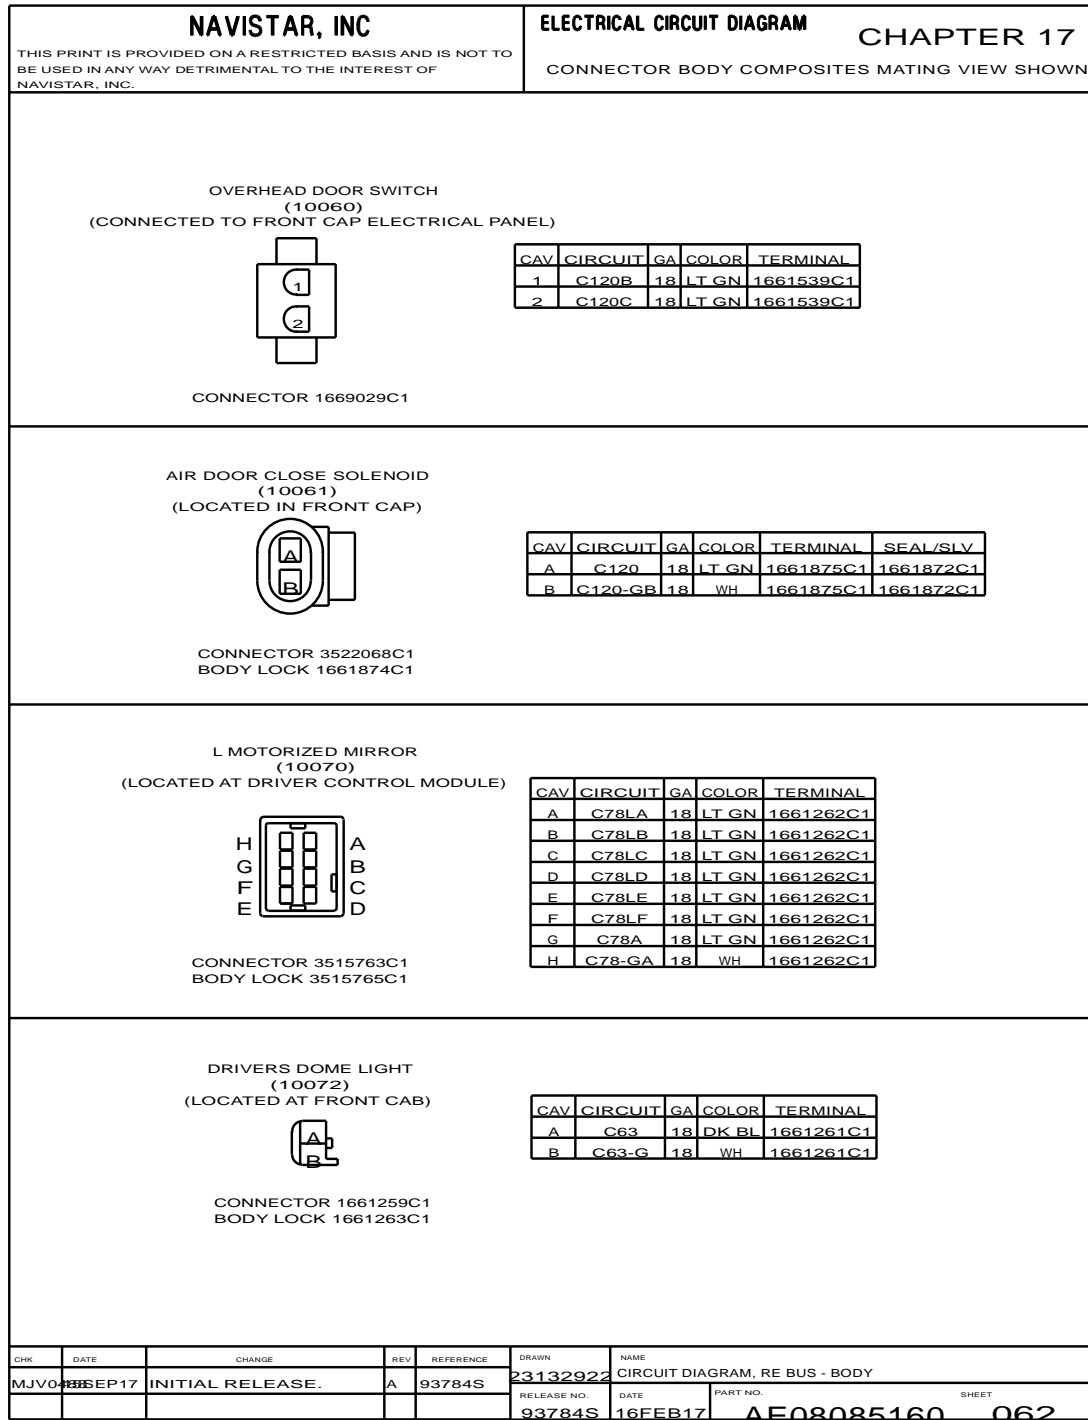 NAVISTAR, INC
THIS PRINT IS PROVIDED ON A RESTRICTED BASIS AND IS NOT TO
BE USED IN ANY WAY DETRIMENTAL TO THE INTEREST OF
NAVISTAR, INC.
ELECTRICAL CIRCUIT DIAGRAM
CHAPTER 17
CONNECTOR BODY COMPOSITES MATING VIEW SHOWN
OVERHEAD DOOR SWITCH
(10060)
(CONNECTED TO FRONT CAP ELECTRICAL PANEL)
1
2
CONNECTOR 1669029C1
CAV CIRCUIT GA COLOR TERMINAL
1 C120B 18 LT GN 1661539C1
2 C120C 18 LT GN 1661539C1
AIR DOOR CLOSE SOLENOID
(10061)
(LOCATED IN FRONT CAP)
A
B
CONNECTOR 3522068C1
BODY LOCK 1661874C1
CAV CIRCUIT GA COLOR TERMINAL SEAL/SLV
A C120 18 LT GN 1661875C1 1661872C1
B C120-GB 18 WH 1661875C1 1661872C1
L MOTORIZED MIRROR
(10070)
(LOCATED AT DRIVER CONTROL MODULE)
H A
G B
F C
E D
CONNECTOR 3515763C1
BODY LOCK 3515765C1
CAV CIRCUIT GA COLOR TERMINAL
A C78LA 18 LT GN 1661262C1
B C78LB 18 LT GN 1661262C1
C C78LC 18 LT GN 1661262C1
D C78LD 18 LT GN 1661262C1
E C78LE 18 LT GN 1661262C1
F C78LF 18 LT GN 1661262C1
G C78A 18 LT GN 1661262C1
H C78-GA 18 WH 1661262C1
DRIVERS DOME LIGHT
(10072)
(LOCATED AT FRONT CAB)
A
B
CONNECTOR 1661259C1
BODY LOCK 1661263C1
CAV CIRCUIT GA COLOR TERMINAL
A C63 18 DK BL 1661261C1
B C63-G 18 WH 1661261C1
CHK DATE CHANGE REV REFERENCE
INITIAL RELEASE. A 93784S
DRAWN
23132922
NAME
CIRCUIT DIAGRAM, RE BUS - BODY
RELEASE NO. DATE PART NO. SHEET
93784S 16FEB17 AE08085160 062